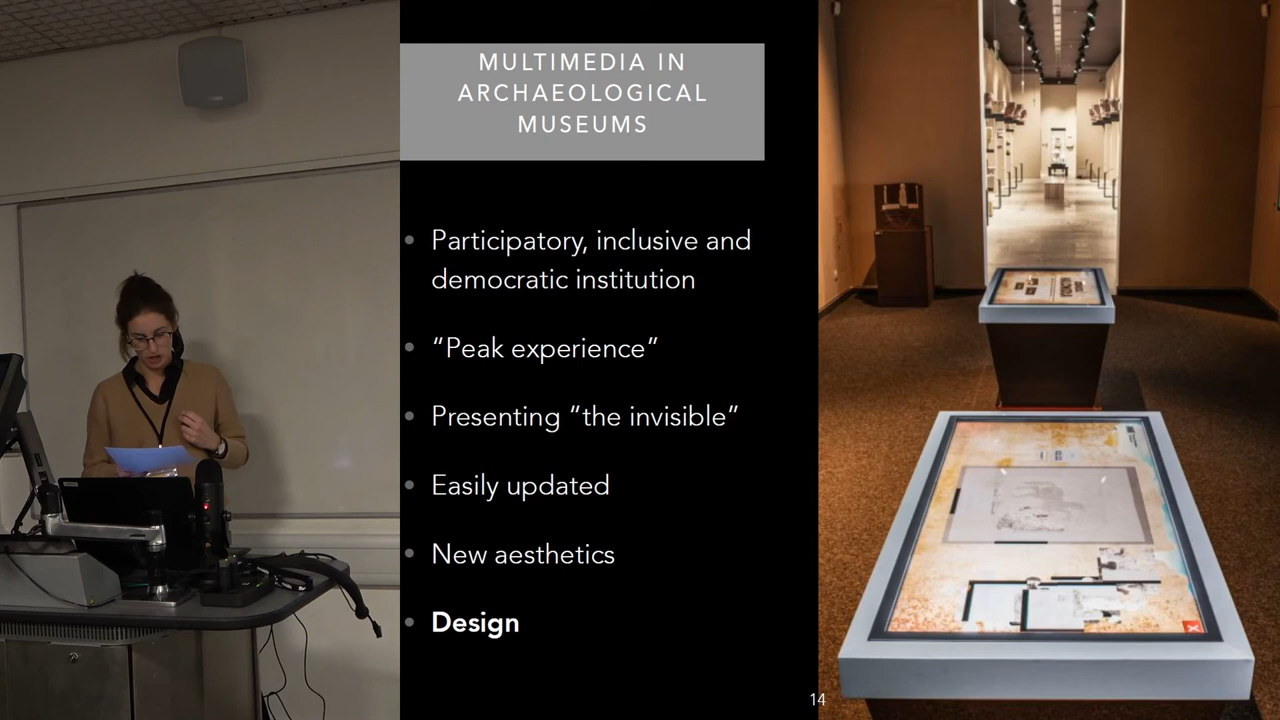 MULTIMEDIA IN
ARCHAEOLOGICAL
MUSEUMS
Participatory, inclusive and
democratic institution
“Peak experience”
Presenting “the invisible”
Easily updated
New aesthetics
Design
14